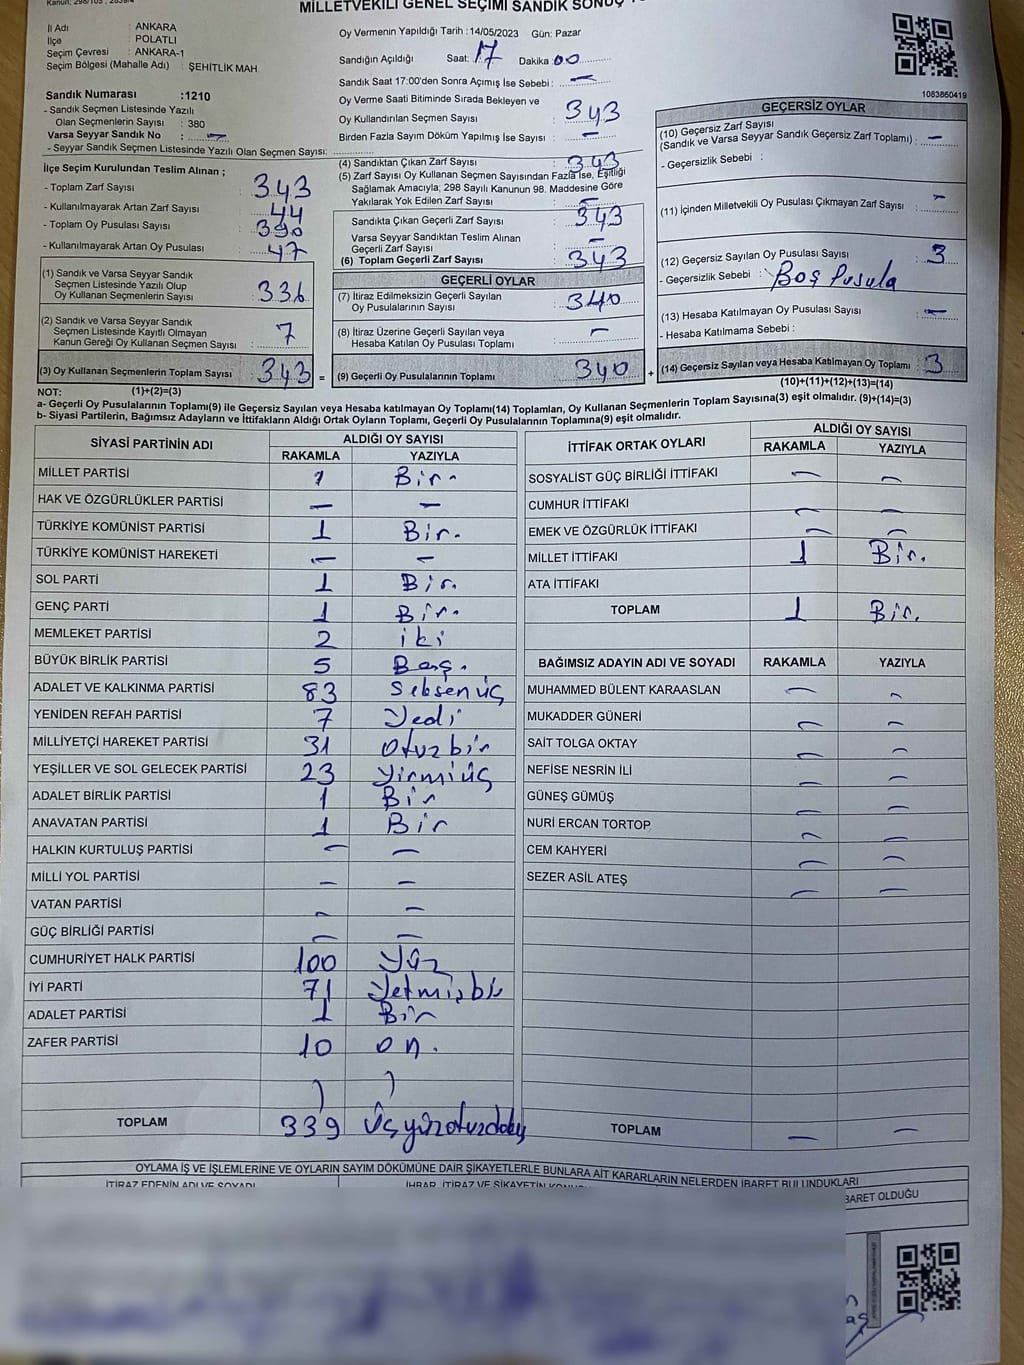 MİLLETVEKİLİ GENEL SEÇİMİ SANDIK SONUÇ
İl Adı : ANKARA
İlçe : POLATLI
Seçim Çevresi : ANKARA-1
Seçim Bölgesi (Mahalle Adı) : ŞEHİTLİK MAH
Oy Vermenin Yapıldığı Tarih :14/05/2023 Gün: Pazar
Sandığın Açıldığı Saat: 17 Dakika 00
Sandık Saat 17:00'den Sonra Açımış İse Sebebi : —
1083860419
Sandık Numarası :1210
- Sandık Seçmen Listesinde Yazılı
Olan Seçmenlerin Sayısı : 380
Varsa Seyyar Sandık No : —
- Seyyar Sandık Seçmen Listesinde Yazılı Olan Seçmen Sayısı:
Oy Verme Saati Bitiminde Sırada Bekleyen ve
Oy Kullandırılan Seçmen Sayısı : 343
Birden Fazla Sayım Döküm Yapılmış İse Sayısı : —
İlçe Seçim Kurulundan Teslim Alınan ;
- Toplam Zarf Sayısı : 343
- Kullanılmayarak Artan Zarf Sayısı : 44
- Toplam Oy Pusulası Sayısı : 390
- Kullanılmayarak Artan Oy Pusulası : 47
(1) Sandık ve Varsa Seyyar Sandık
Seçmen Listesinde Yazılı Olup
Oy Kullanan Seçmenlerin Sayısı : 336
(2) Sandık ve Varsa Seyyar Sandık
Seçmen Listesinde Kayıtlı Olmayan
Kanun Gereği Oy Kullanan Seçmen Sayısı : 7
(3) Oy Kullanan Seçmenlerin Toplam Sayısı : 343 =
(1)+(2)=(3)
(4) Sandıktan Çıkan Zarf Sayısı : 343
(5) Zarf Sayısı Oy Kullanan Seçmen Sayısından Fazla İse, Eşitliği
Sağlamak Amacıyla; 298 Sayılı Kanunun 98. Maddesine Göre
Yakılarak Yok Edilen Zarf Sayısı : —
Sandıkta Çıkan Geçerli Zarf Sayısı : 343
Varsa Seyyar Sandıktan Teslim Alınan
Geçerli Zarf Sayısı : —
(6) Toplam Geçerli Zarf Sayısı : 343
GEÇERLİ OYLAR
(7) İtiraz Edilmeksizin Geçerli Sayılan
Oy Pusulalarının Sayısı : 340
(8) İtiraz Üzerine Geçerli Sayılan veya
Hesaba Katılan Oy Pusulası Toplamı : —
(9) Geçerli Oy Pusulalarının Toplamı : 340 +
GEÇERSİZ OYLAR
(10) Geçersiz Zarf Sayısı
(Sandık ve Varsa Seyyar Sandık Geçersiz Zarf Toplamı) : —
- Geçersizlik Sebebi :
(11) İçinden Milletvekili Oy Pusulası Çıkmayan Zarf Sayısı : —
(12) Geçersiz Sayılan Oy Pusulası Sayısı : 3
- Geçersizlik Sebebi : Boş Pusula
(13) Hesaba Katılmayan Oy Pusulası Sayısı : —
- Hesaba Katılmama Sebebi :
(14) Geçersiz Sayılan veya Hesaba Katılmayan Oy Toplamı : 3
(10)+(11)+(12)+(13)=(14)
NOT:
a- Geçerli Oy Pusulalarının Toplamı(9) ile Geçersiz Sayılan veya Hesaba katılmayan Oy Toplamı(14) Toplamları, Oy Kullanan Seçmenlerin Toplam Sayısına(3) eşit olmalıdır. (9)+(14)=(3)
b- Siyasi Partilerin, Bağımsız Adayların ve İttifakların Aldığı Ortak Oyların Toplamı, Geçerli Oy Pusulalarının Toplamına(9) eşit olmalıdır.
SİYASİ PARTİNİN ADI ALDIĞI OY SAYISI
RAKAMLA YAZIYLA
MİLLET PARTİSİ 1 Bir.
HAK VE ÖZGÜRLÜKLER PARTİSİ — —
TÜRKİYE KOMÜNİST PARTİSİ 1 Bir.
TÜRKİYE KOMÜNİST HAREKETİ — —
SOL PARTİ 1 Bir.
GENÇ PARTİ 1 Bir.
MEMLEKET PARTİSİ 2 iki
BÜYÜK BİRLİK PARTİSİ 5 Beş.
ADALET VE KALKINMA PARTİSİ 83 Seksenüç
YENİDEN REFAH PARTİSİ 7 Yedi
MİLLİYETÇİ HAREKET PARTİSİ 31 Otuzbir
YEŞİLLER VE SOL GELECEK PARTİSİ 23 Yirmiüç
ADALET BİRLİK PARTİSİ 1 Bir
ANAVATAN PARTİSİ 1 Bir
HALKIN KURTULUŞ PARTİSİ — —
MİLLİ YOL PARTİSİ — —
VATAN PARTİSİ — —
GÜÇ BİRLİĞİ PARTİSİ — —
CUMHURİYET HALK PARTİSİ 100 Yüz
İYİ PARTİ 71 Yetmişbir
ADALET PARTİSİ 1 Bir
ZAFER PARTİSİ 10 on.
TOPLAM 339 Üçyüzotuzdokuz
İTTİFAK ORTAK OYLARI ALDIĞI OY SAYISI
RAKAMLA YAZIYLA
SOSYALİST GÜÇ BİRLİĞİ İTTİFAKI — —
CUMHUR İTTİFAKI — —
EMEK VE ÖZGÜRLÜK İTTİFAKI — —
MİLLET İTTİFAKI 1 Bir.
ATA İTTİFAKI
TOPLAM 1 Bir.
BAĞIMSIZ ADAYIN ADI VE SOYADI RAKAMLA YAZIYLA
MUHAMMED BÜLENT KARAASLAN — —
MUKADDER GÜNERİ — —
SAİT TOLGA OKTAY — —
NEFİSE NESRİN İLİ — —
GÜNEŞ GÜMÜŞ — —
NURİ ERCAN TORTOP — —
CEM KAHYERİ — —
SEZER ASİL ATEŞ — —
TOPLAM — —
OYLAMA İŞ VE İŞLEMLERİNE VE OYLARIN SAYIM DÖKÜMÜNE DAİR ŞİKAYETLERLE BUNLARA AİT KARARLARIN NELERDEN İBARET BULUNDUKLARI
İTİRAZ EDENİN ADI VE SOYADI İHBAR, İTİRAZ VE ŞİKAYETİN KONUSU BARET OLDUĞU